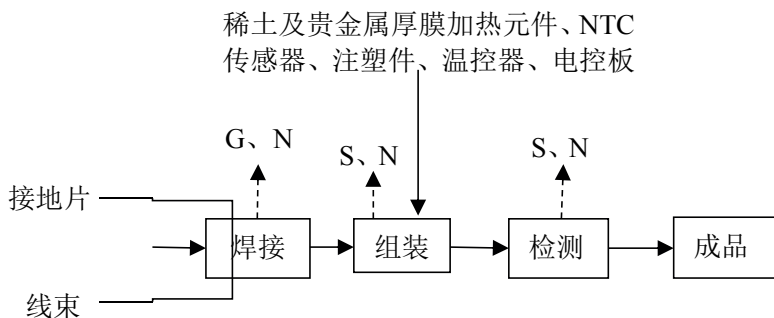 稀土及贵金属厚膜加热元件、NTC
传感器、注塑件、温控器、电控板
G、N
S、N
S、N
接地片
焊接
组装
检测
成品
线束